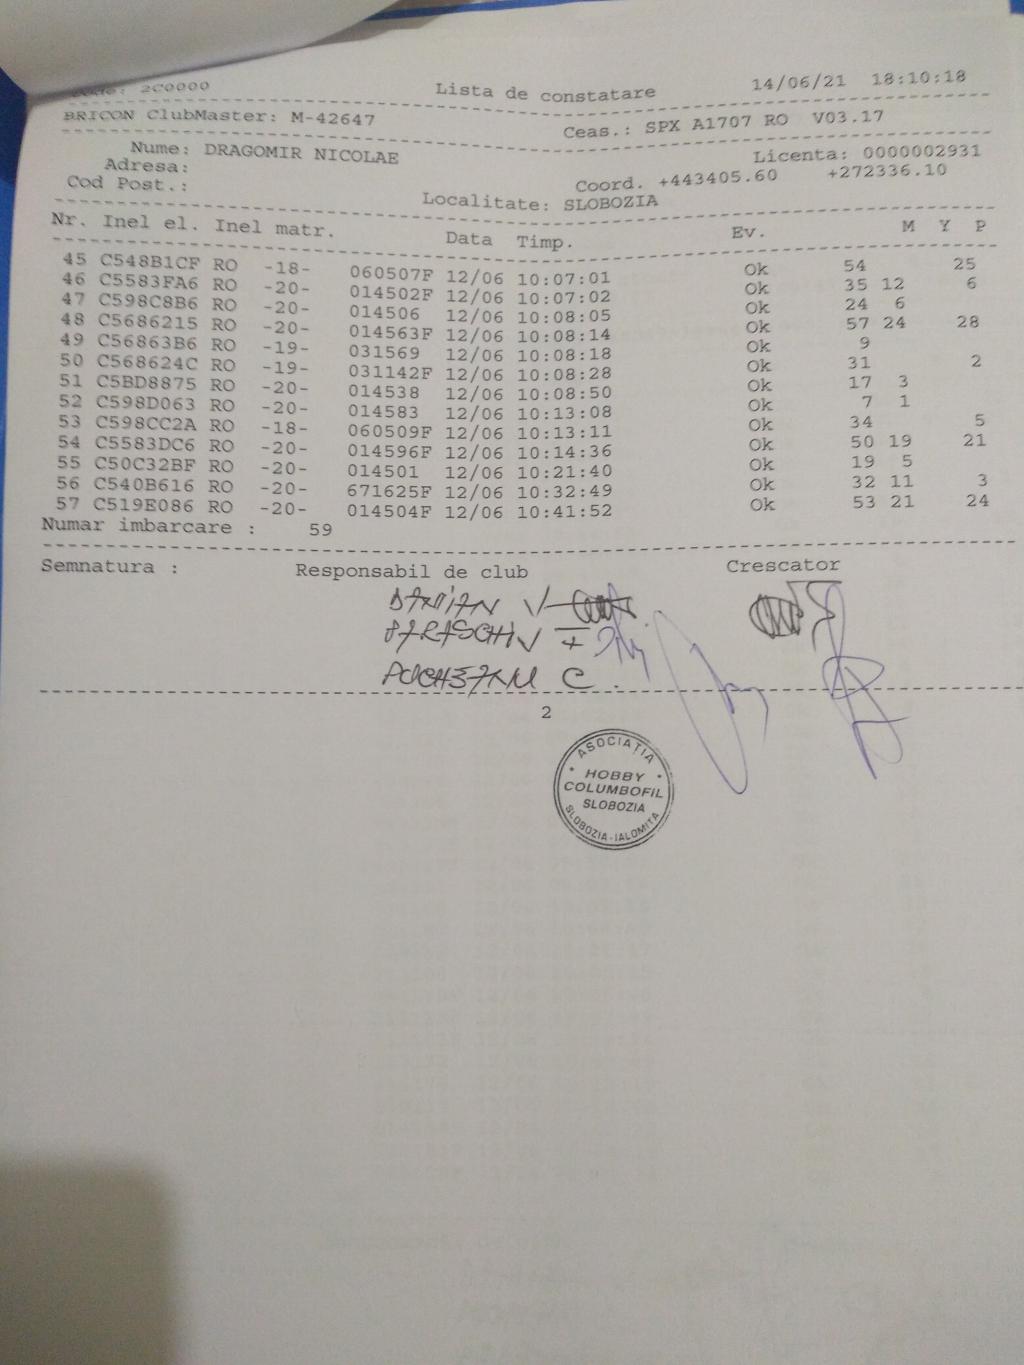 Code: 2C0000 Lista de constatare 14/06/21 18:10:18
BRICON ClubMaster: M-42647 Ceas.: SPX A1707 RO V03.17
Nume: DRAGOMIR NICOLAE Licenta: 0000002931
Adresa: Coord. +443405.60 +272336.10
Cod Post.: Localitate: SLOBOZIA
Nr. Inel el. Inel matr. Data Timp. Ev. M Y P
45 C548B1CF RO -18- 060507F 12/06 10:07:01 Ok 54 25
46 C5583FA6 RO -20- 014502F 12/06 10:07:02 Ok 35 12 6
47 C598C8B6 RO -20- 014506 12/06 10:08:05 Ok 24 6
48 C5686215 RO -20- 014563F 12/06 10:08:14 Ok 57 24 28
49 C56863B6 RO -19- 031569 12/06 10:08:18 Ok 9
50 C568624C RO -19- 031142F 12/06 10:08:28 Ok 31 2
51 C5BD8875 RO -20- 014538 12/06 10:08:50 Ok 17 3
52 C598D063 RO -20- 014583 12/06 10:13:08 Ok 7 1
53 C598CC2A RO -18- 060509F 12/06 10:13:11 Ok 34 5
54 C5583DC6 RO -20- 014596F 12/06 10:14:36 Ok 50 19 21
55 C50C32BF RO -20- 014501 12/06 10:21:40 Ok 19 5
56 C540B616 RO -20- 671625F 12/06 10:32:49 Ok 32 11 3
57 C519E086 RO -20- 014504F 12/06 10:41:52 Ok 53 21 24
Numar imbarcare : 59
Semnatura : Responsabil de club Crescator
DAMIAN V
PARASCHIV I
C.
2
ASOCIAȚIA
HOBBY
COLUMBOFIL
SLOBOZIA
SLOBOZIA-IALOMITA